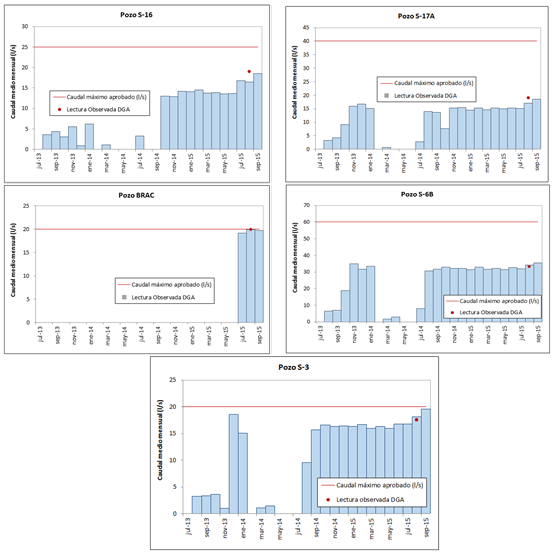 Pozo S-16
Caudal medio mensual (l/s)
30
25
20
15
10
5
0
Caudal máximo aprobado (l/s)
Lectura Observada DGA
jul-13 sep-13 nov-13 ene-14 mar-14 may-14 jul-14 sep-14 nov-14 ene-15 mar-15 may-15 jul-15 sep-15
Pozo S-17A
Caudal medio mensual (l/s)
45
40
35
30
25
20
15
10
5
0
Caudal máximo aprobado (l/s)
Lectura Observada DGA
jul-13 sep-13 nov-13 ene-14 mar-14 may-14 jul-14 sep-14 nov-14 ene-15 mar-15 may-15 jul-15 sep-15
Pozo BRAC
Caudal medio mensual (l/s)
25
20
15
10
5
0
Caudal máximo aprobado (l/s)
Lectura Observada DGA
jul-13 sep-13 nov-13 ene-14 mar-14 may-14 jul-14 sep-14 nov-14 ene-15 mar-15 may-15 jul-15 sep-15
Pozo S-6B
Caudal medio mensual (l/s)
70
60
50
40
30
20
10
0
Caudal máximo aprobado (l/s)
Lectura Observada DGA
jul-13 sep-13 nov-13 ene-14 mar-14 may-14 jul-14 sep-14 nov-14 ene-15 mar-15 may-15 jul-15 sep-15
Pozo S-3
Caudal medio mensual (l/s)
25
20
15
10
5
0
Caudal máximo aprobado (l/s)
Lectura observada DGA
jul-13 sep-13 nov-13 ene-14 mar-14 may-14 jul-14 sep-14 nov-14 ene-15 mar-15 may-15 jul-15 sep-15